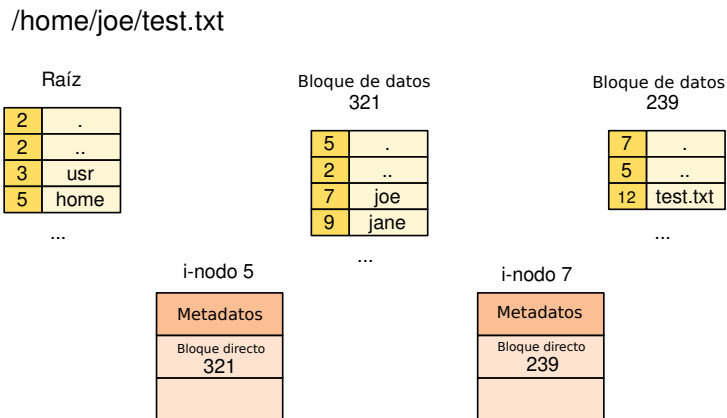 /home/joe/test.txt
Raíz
2 .
2 ..
3 usr
5 home
...
Bloque de datos
321
5 .
2 ..
7 joe
9 jane
...
Bloque de datos
239
7 .
5 ..
12 test.txt
...
i-nodo 5
Metadatos
Bloque directo
321
i-nodo 7
Metadatos
Bloque directo
239